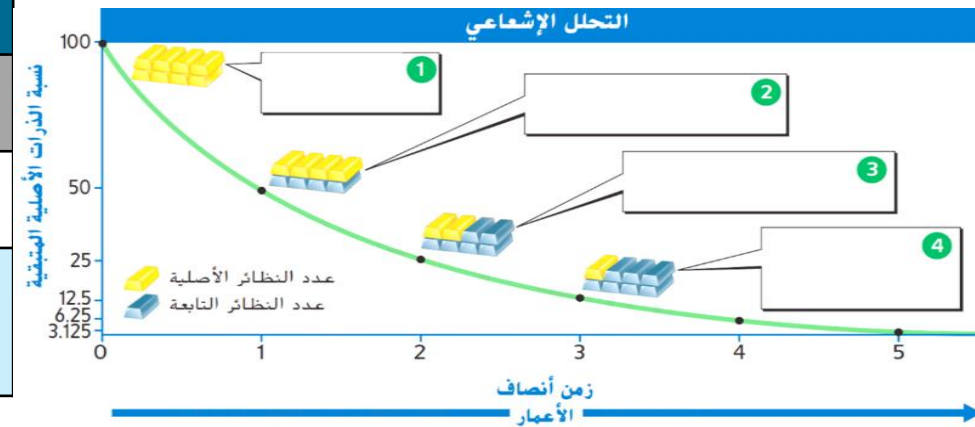 التحلل الإشعاعي
نسبة الذرات الأصلية المتبقية
100
50
25
12.5
6.25
3.125
1
2
3
4
عدد النظائر الأصلية
عدد النظائر التابعة
0 1 2 3 4 5
زمن أنصاف
الأعمار